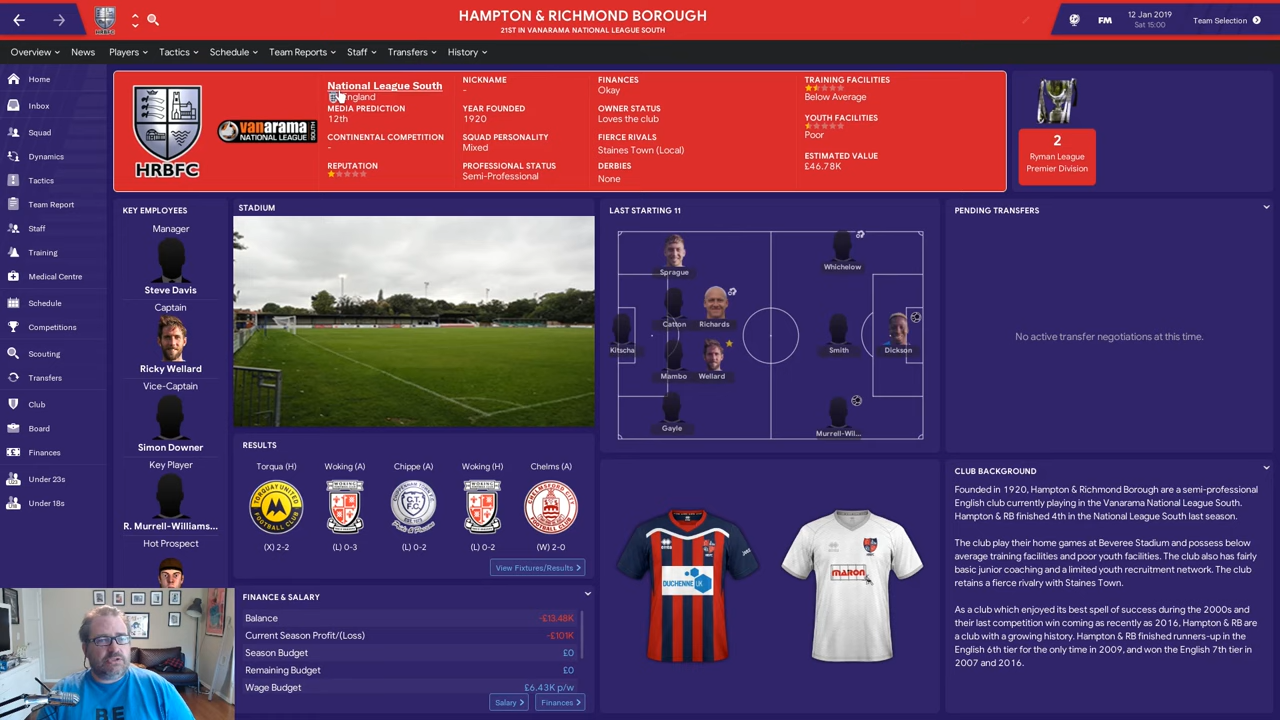 HAMPTON & RICHMOND BOROUGH
21ST IN VANARAMA NATIONAL LEAGUE SOUTH
FM
12 Jan 2019
Sat 15:00
Team Selection
Overview
News
Players
Tactics
Schedule
Team Reports
Staff
Transfers
History
Home
Inbox
Squad
Dynamics
Tactics
Team Report
Staff
Training
Medical Centre
Schedule
Competitions
Scouting
Transfers
Club
Board
Finances
Under 23s
Under 18s
HRBFC
vanarama
NATIONAL LEAGUE
SOUTH
National League South
England
MEDIA PREDICTION
12th
CONTINENTAL COMPETITION
-
REPUTATION
NICKNAME
-
YEAR FOUNDED
1920
SQUAD PERSONALITY
Mixed
PROFESSIONAL STATUS
Semi-Professional
FINANCES
Okay
OWNER STATUS
Loves the club
FIERCE RIVALS
Staines Town (Local)
DERBIES
None
TRAINING FACILITIES
Below Average
YOUTH FACILITIES
Poor
ESTIMATED VALUE
£46.78K
2
Ryman League
Premier Division
KEY EMPLOYEES
Manager
Steve Davis
Captain
Ricky Wellard
Vice-Captain
Simon Downer
Key Player
R. Murrell-Williams...
Hot Prospect
STADIUM
RESULTS
Torqua (H)
Woking (A)
Chippe (A)
Woking (H)
Chelms (A)
(X) 2-2
(L) 0-3
(L) 0-2
(L) 0-2
(W) 2-0
View Fixtures/Results
FINANCE & SALARY
Balance
-£13.48K
Current Season Profit/(Loss)
-£101K
Season Budget
£0
Remaining Budget
£0
Wage Budget
£6.43K p/w
Salary
Finances
LAST STARTING 11
Sprague
Whichelow
Catton
Richards
Kitscha
Smith
Dickson
Mambo
Wellard
Gayle
Murrell-Wil...
DUCHENNE UK
MARON
PENDING TRANSFERS
No active transfer negotiations at this time.
CLUB BACKGROUND
Founded in 1920, Hampton & Richmond Borough are a semi-professional
English club currently playing in the Vanarama National League South.
Hampton & RB finished 4th in the National League South last season.
The club play their home games at Beveree Stadium and possess below
average training facilities and poor youth facilities. The club also has fairly
basic junior coaching and a limited youth recruitment network. The club
retains a fierce rivalry with Staines Town.
As a club which enjoyed its best spell of success during the 2000s and
their last competition win coming as recently as 2016, Hampton & RB are
a club with a growing history. Hampton & RB finished runners-up in the
English 6th tier for the only time in 2009, and won the English 7th tier in
2007 and 2016.
BE